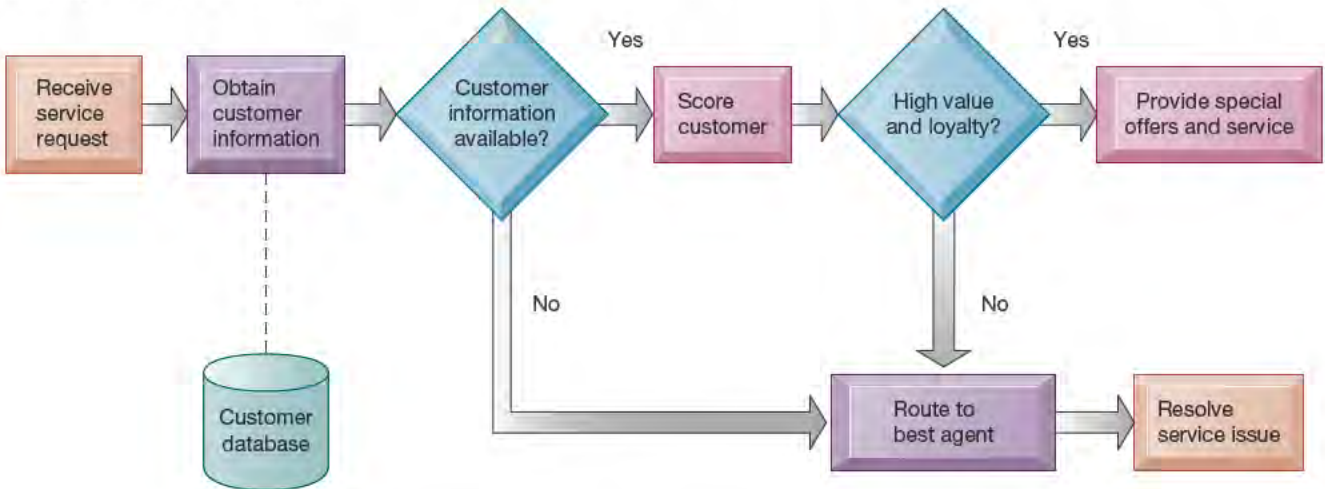 Receive
service
request
Obtain
customer
information
Customer
information
available?
Yes
Score
customer
High value
and loyalty?
Yes
Provide special
offers and service
No
No
Customer
database
Route to
best agent
Resolve
service issue